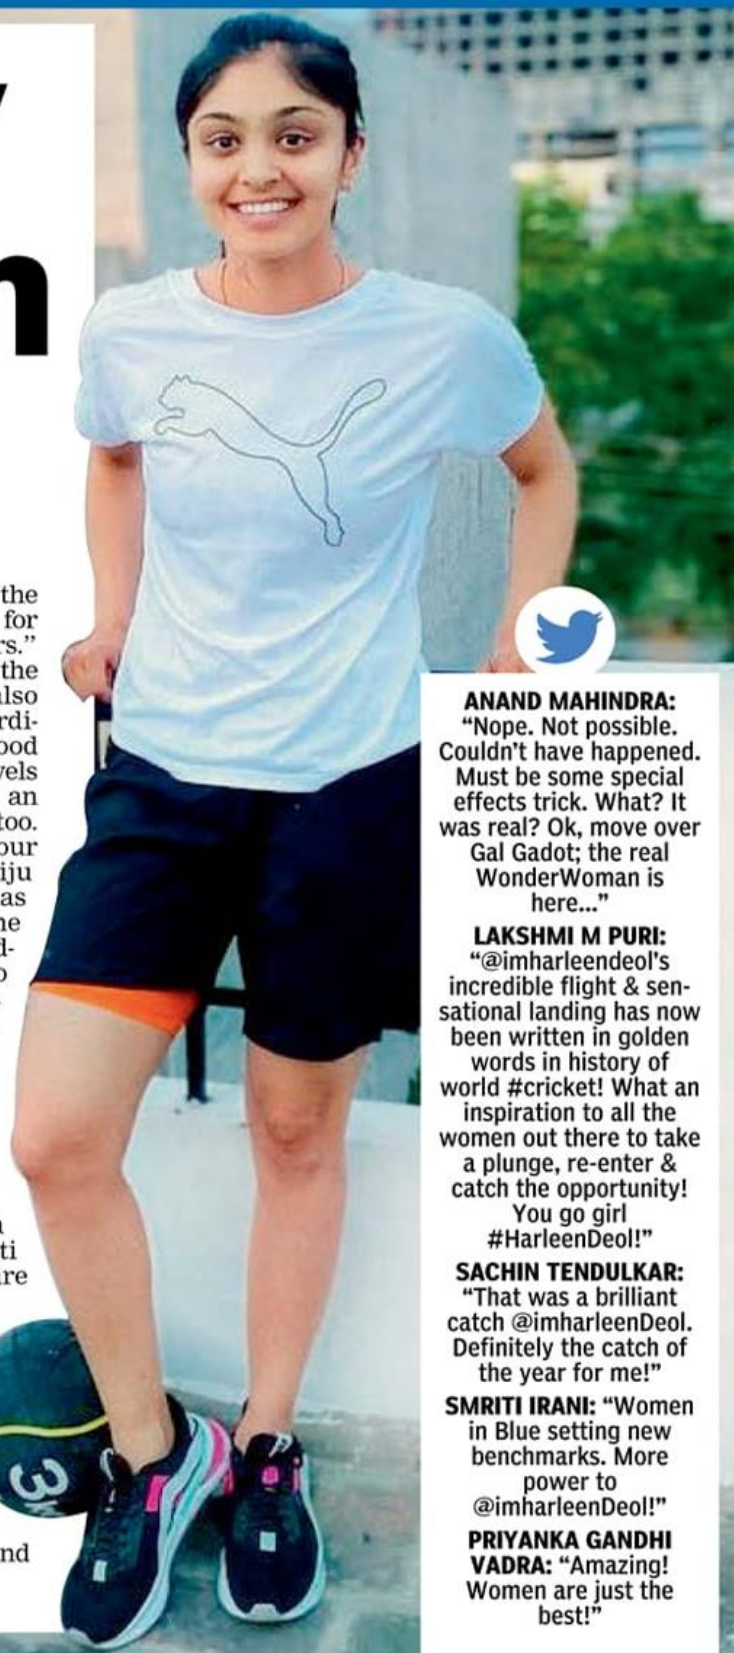 y
n
the
for
rs."
the
also
rdi-
ood
vels
an
too.
our
iju
as
ne
d-
o
ti
ire
nd
3
ANAND MAHINDRA:
"Nope. Not possible.
Couldn't have happened.
Must be some special
effects trick. What? It
was real? Ok, move over
Gal Gadot; the real
WonderWoman is
here..."
LAKSHMI M PURI:
"@imharleendeol's
incredible flight & sen-
sational landing has now
been written in golden
words in history of
world #cricket! What an
inspiration to all the
women out there to take
a plunge, re-enter &
catch the opportunity!
You go girl
#HarleenDeol!"
SACHIN TENDULKAR:
"That was a brilliant
catch @imharleenDeol.
Definitely the catch of
the year for me!"
SMRITI IRANI: "Women
in Blue setting new
benchmarks. More
power to
@imharleenDeol!"
PRIYANKA GANDHI
VADRA: "Amazing!
Women are just the
best!"